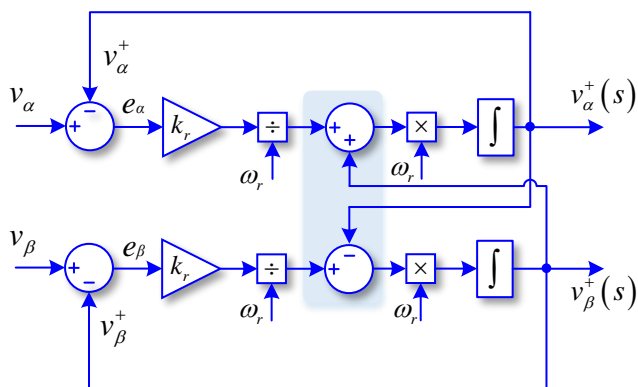 v_α^+
v_α + − e_α k_r ÷ + + × ∫ v_α^+(s)
ω_r ω_r
v_β + − e_β k_r ÷ + − × ∫ v_β^+(s)
v_β^+ ω_r ω_r